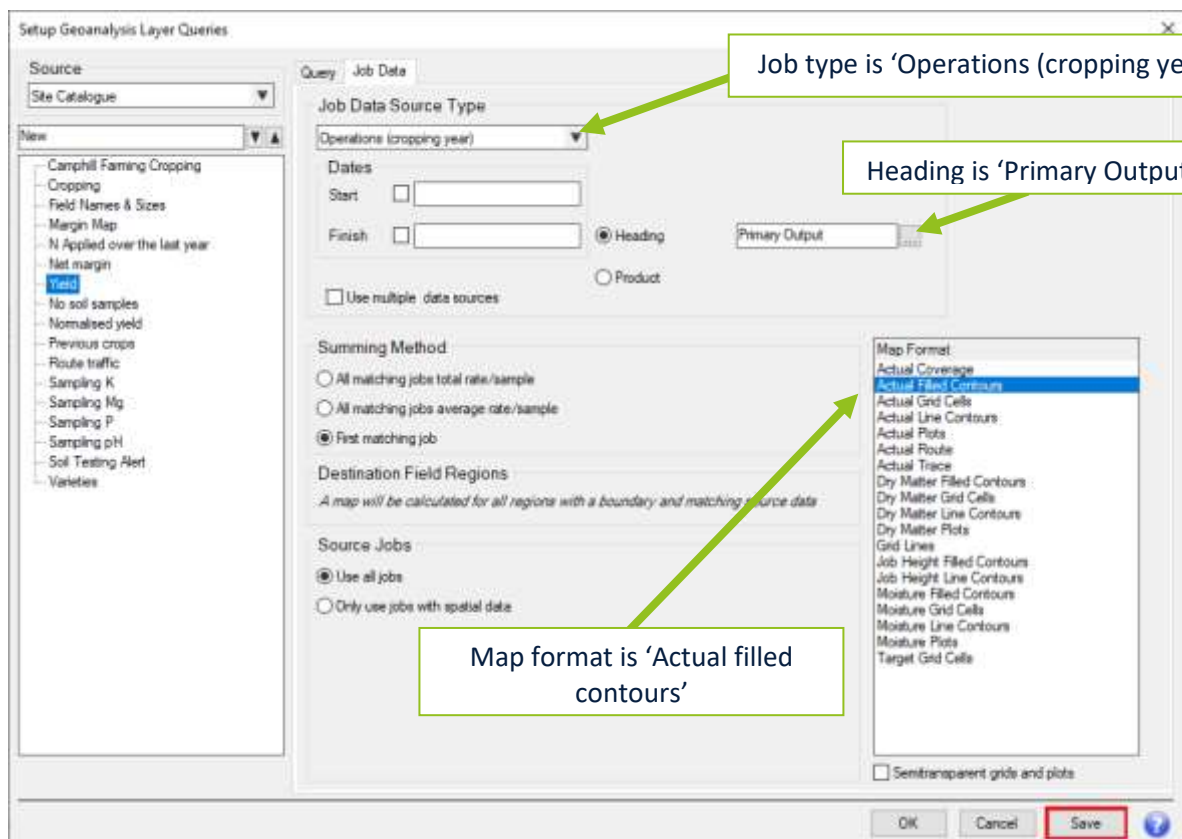 Setup Geoanalysis Layer Queries
Job type is ‘Operations (cropping ye
Source
Site Catalogue
Query Job Data
Job Data Source Type
New
Operations (cropping year)
Camphill Farming Cropping
Cropping
Field Names & Sizes
Margin Map
N Applied over the last year
Net margin
Yield
No soil samples
Normalised yield
Previous crops
Route traffic
Sampling K
Sampling Mg
Sampling P
Sampling pH
Soil Testing Alert
Varieties
Dates
Start
Finish
Heading is ‘Primary Output
Heading
Primary Output
Product
Use multiple data sources
Summing Method
All matching jobs total rate/sample
All matching jobs average rate/sample
First matching job
Destination Field Regions
A map will be calculated for all regions with a boundary and matching source data
Source Jobs
Use all jobs
Only use jobs with spatial data
Map format is ‘Actual filled
contours’
Map Format
Actual Coverage
Actual Filled Contours
Actual Grid Cells
Actual Line Contours
Actual Plots
Actual Route
Actual Trace
Dry Matter Filled Contours
Dry Matter Grid Cells
Dry Matter Line Contours
Dry Matter Plots
Grid Lines
Job Height Filled Contours
Job Height Line Contours
Moisture Filled Contours
Moisture Grid Cells
Moisture Line Contours
Moisture Plots
Target Grid Cells
Semitransparent grids and plots
OK Cancel Save ?